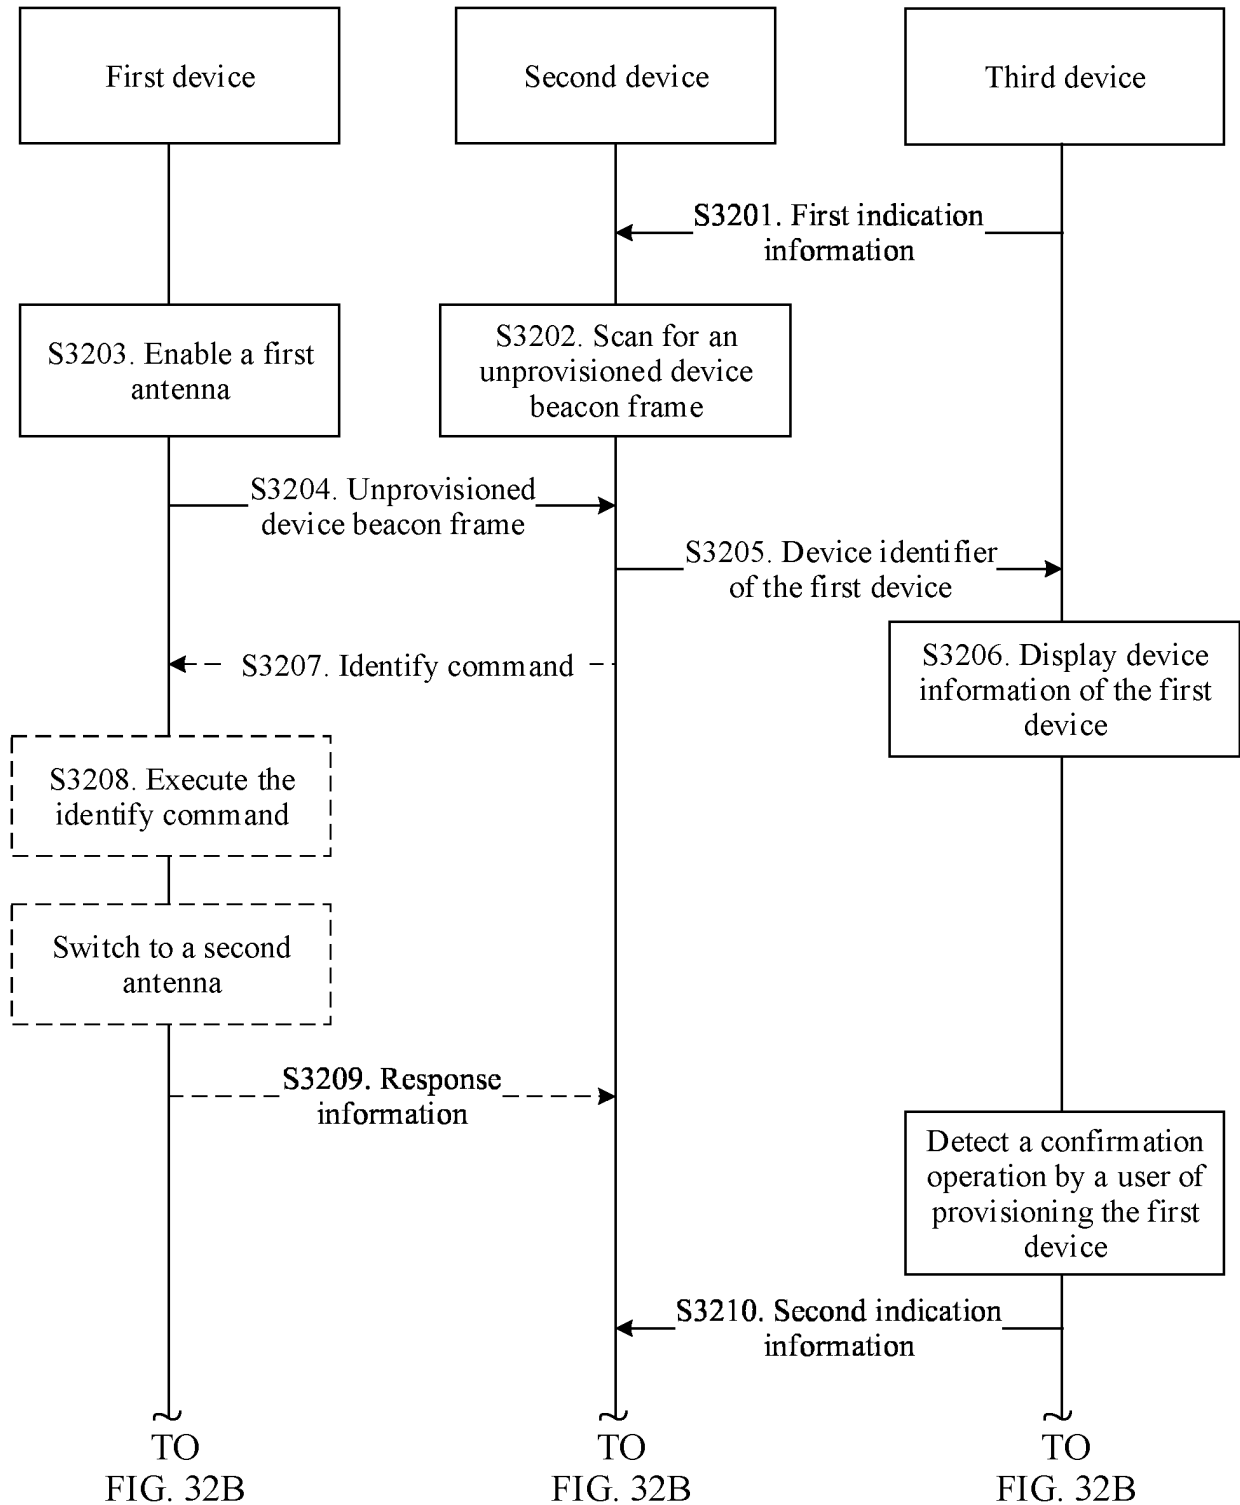 First device
Second device
Third device
S3201. First indication
information
S3203. Enable a first
antenna
S3202. Scan for an
unprovisioned device
beacon frame
S3204. Unprovisioned
device beacon frame
S3205. Device identifier
of the first device
S3207. Identify command
S3206. Display device
information of the first
device
S3208. Execute the
identify command
Switch to a second
antenna
S3209. Response
information
Detect a confirmation
operation by a user of
provisioning the first
device
S3210. Second indication
information
TO
FIG. 32B
TO
FIG. 32B
TO
FIG. 32B